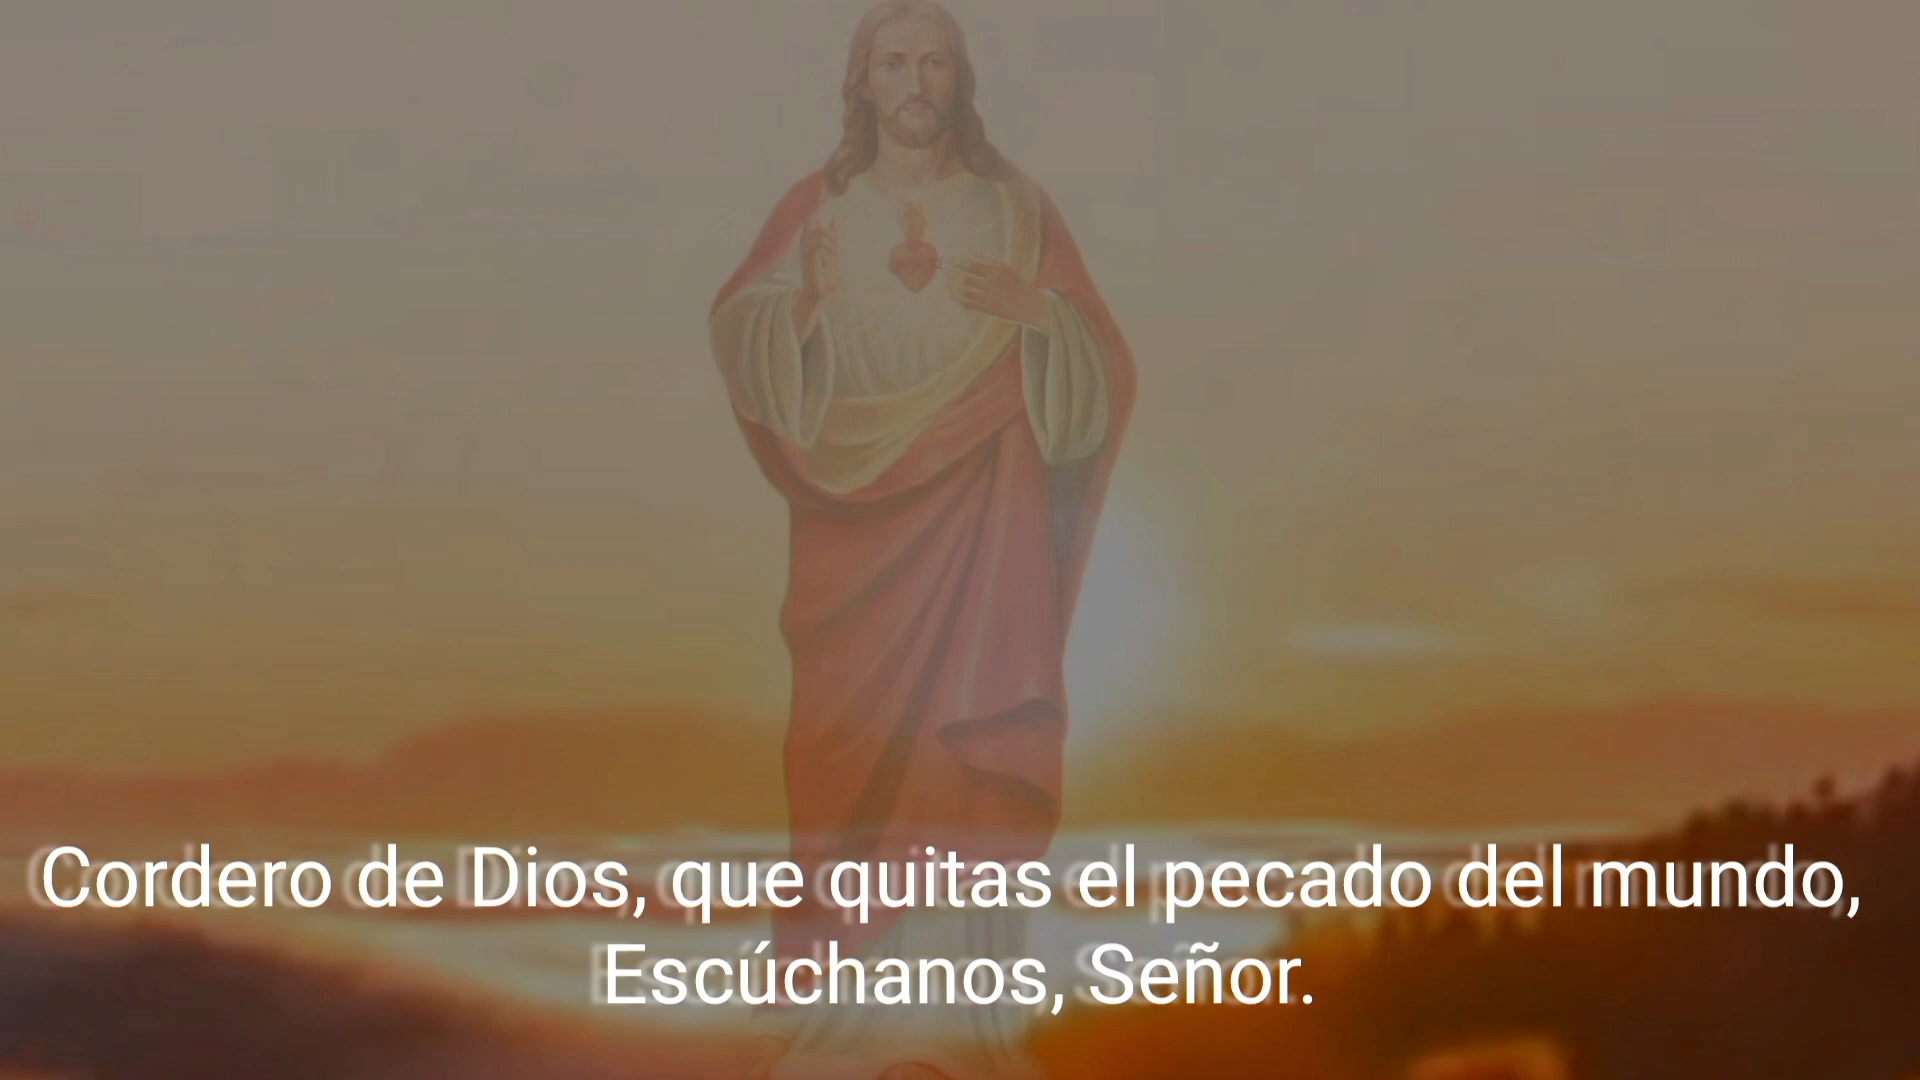 Cordero de Dios, que quitas el pecado del mundo,
Escúchanos, Señor.